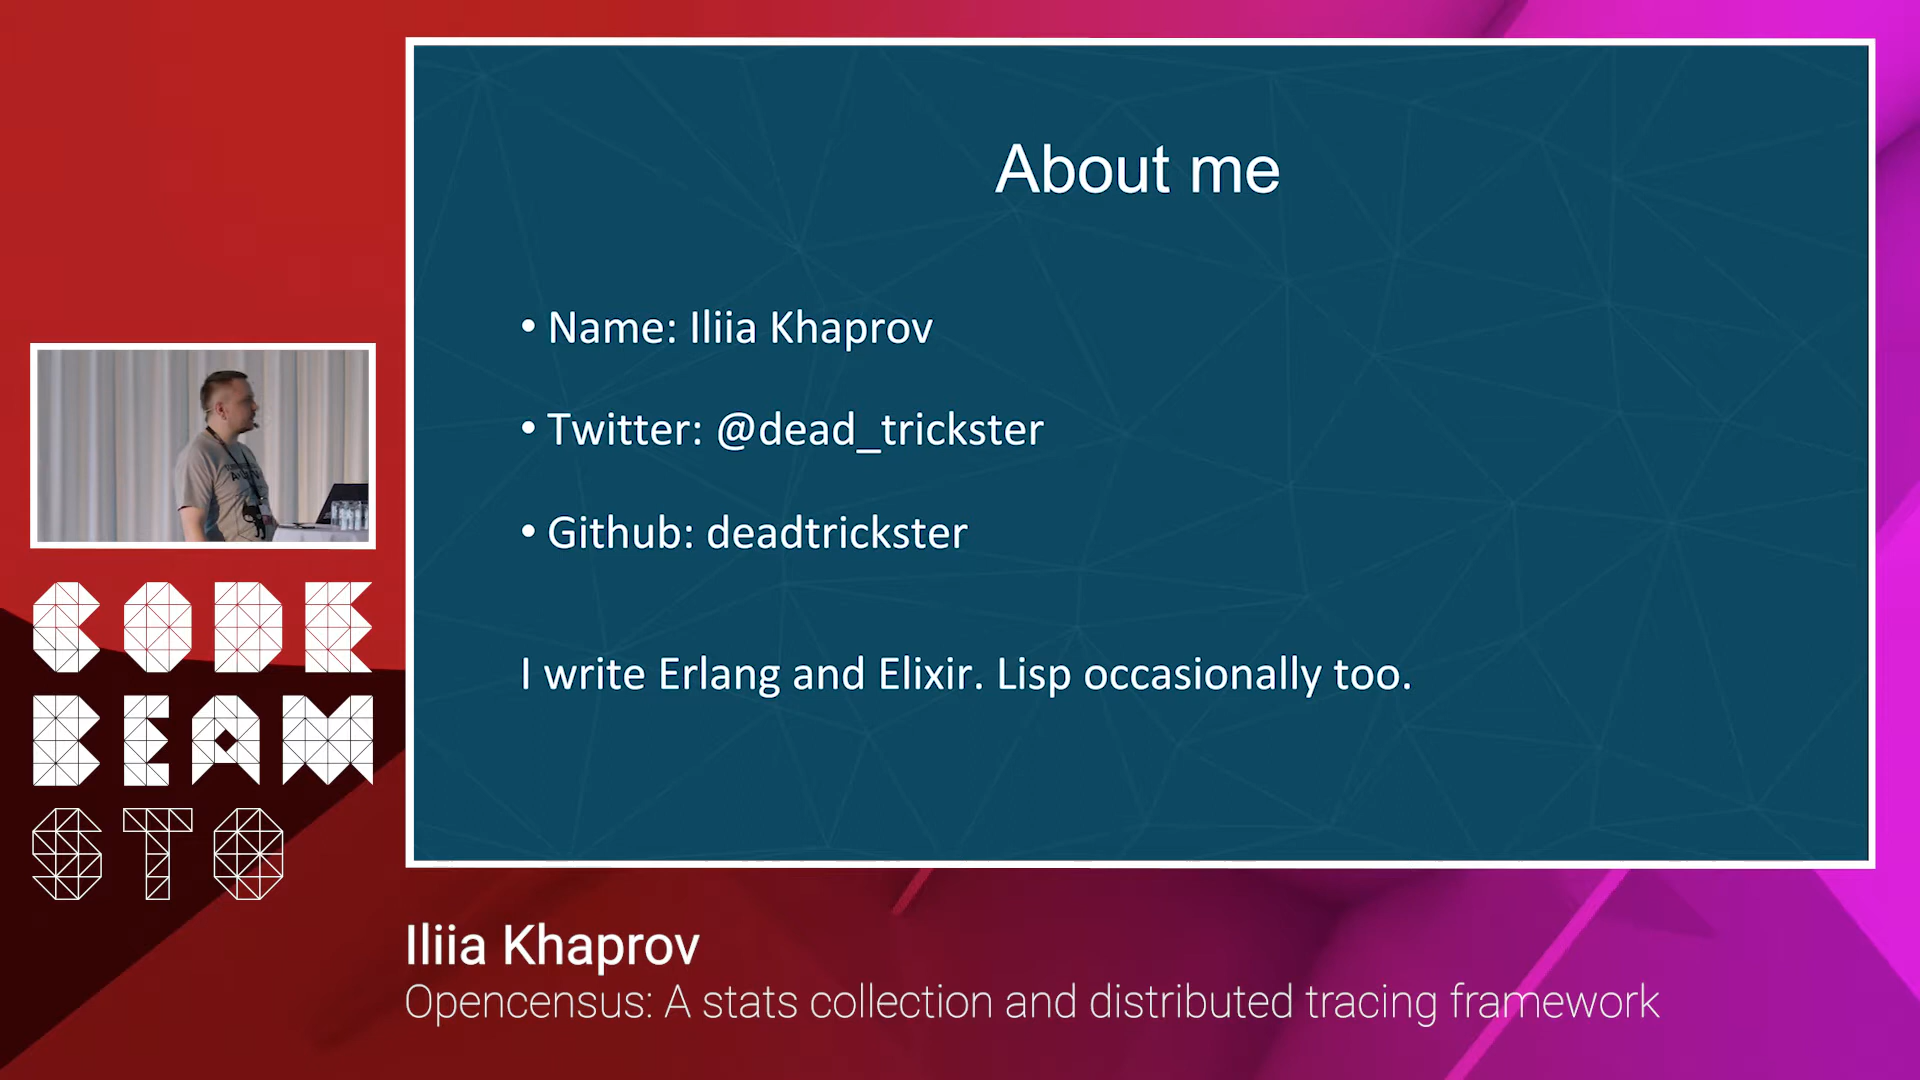 About me
• Name: Iliia Khaprov
• Twitter: @dead_trickster
• Github: deadtrickster
I write Erlang and Elixir. Lisp occasionally too.
CODE
BEAM
STO
Iliia Khaprov
Opencensus: A stats collection and distributed tracing framework